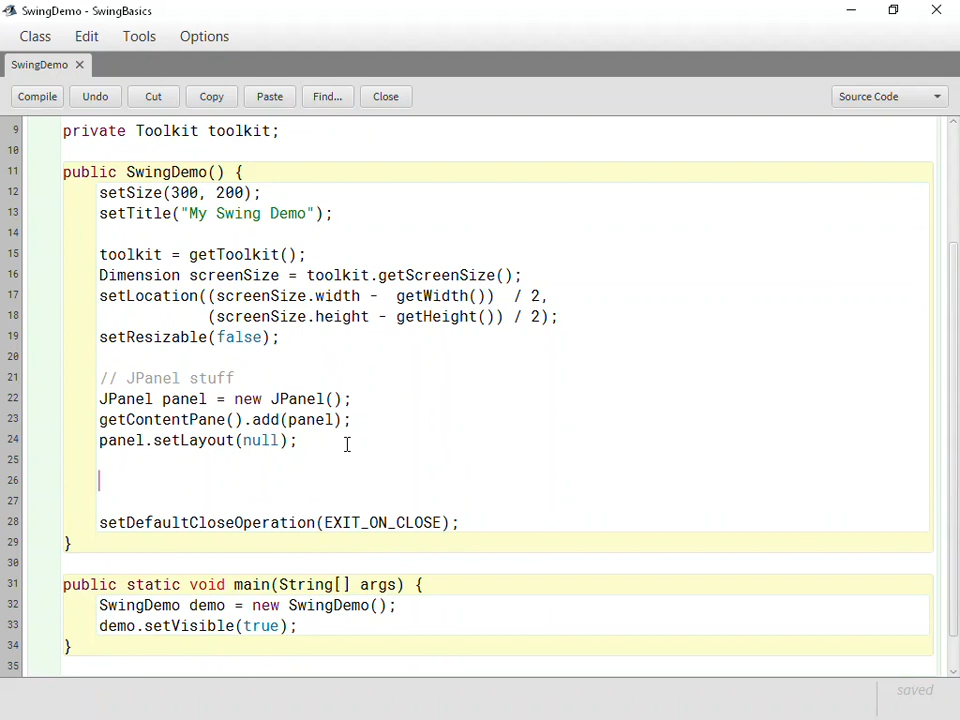 SwingDemo - SwingBasics
Class Edit Tools Options
SwingDemo
Compile Undo Cut Copy Paste Find... Close Source Code
9 private Toolkit toolkit;
10
11 public SwingDemo() {
12 setSize(300, 200);
13 setTitle("My Swing Demo");
14
15 toolkit = getToolkit();
16 Dimension screenSize = toolkit.getScreenSize();
17 setLocation((screenSize.width -  getWidth())  / 2,
18 (screenSize.height - getHeight()) / 2);
19 setResizable(false);
20
21 // JPanel stuff
22 JPanel panel = new JPanel();
23 getContentPane().add(panel);
24 panel.setLayout(null);
25
26
27
28 setDefaultCloseOperation(EXIT_ON_CLOSE);
29 }
30
31 public static void main(String[] args) {
32 SwingDemo demo = new SwingDemo();
33 demo.setVisible(true);
34 }
35
saved